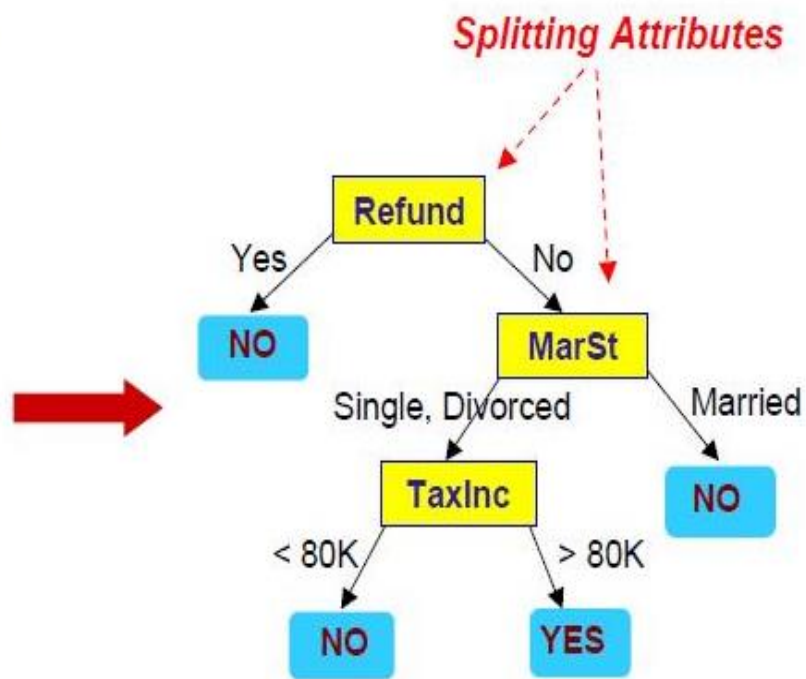 Splitting Attributes
Refund
Yes
No
NO
MarSt
Single, Divorced
Married
TaxInc
NO
< 80K
> 80K
NO
YES